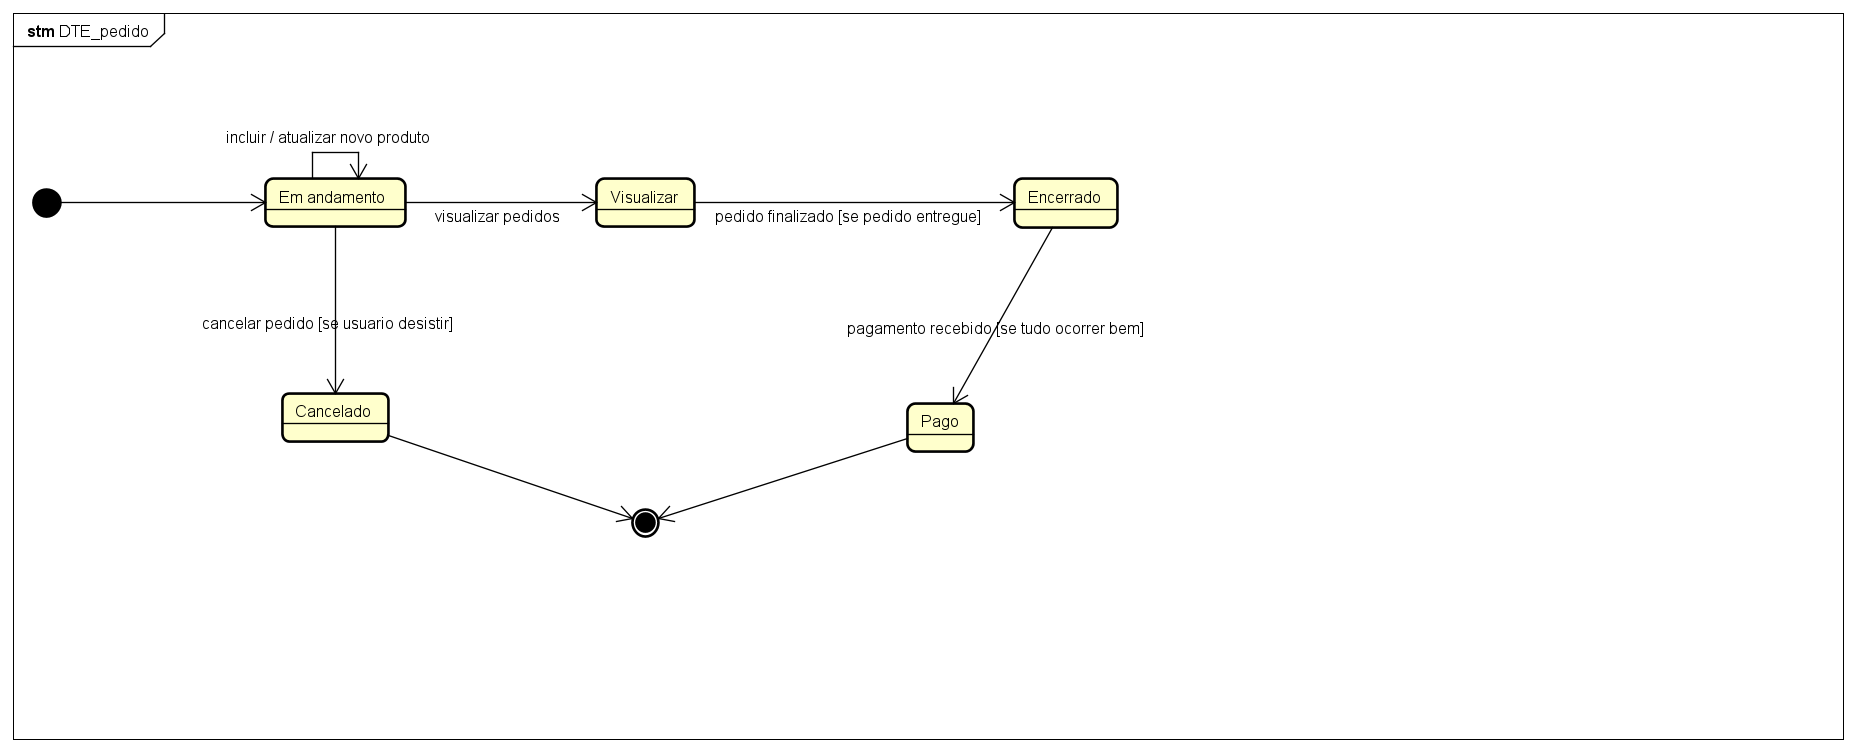 stm DTE_pedido
incluir / atualizar novo produto
Em andamento
visualizar pedidos
Visualizar
pedido finalizado [se pedido entregue]
Encerrado
cancelar pedido [se usuario desistir]
pagamento recebido [se tudo ocorrer bem]
Cancelado
Pago